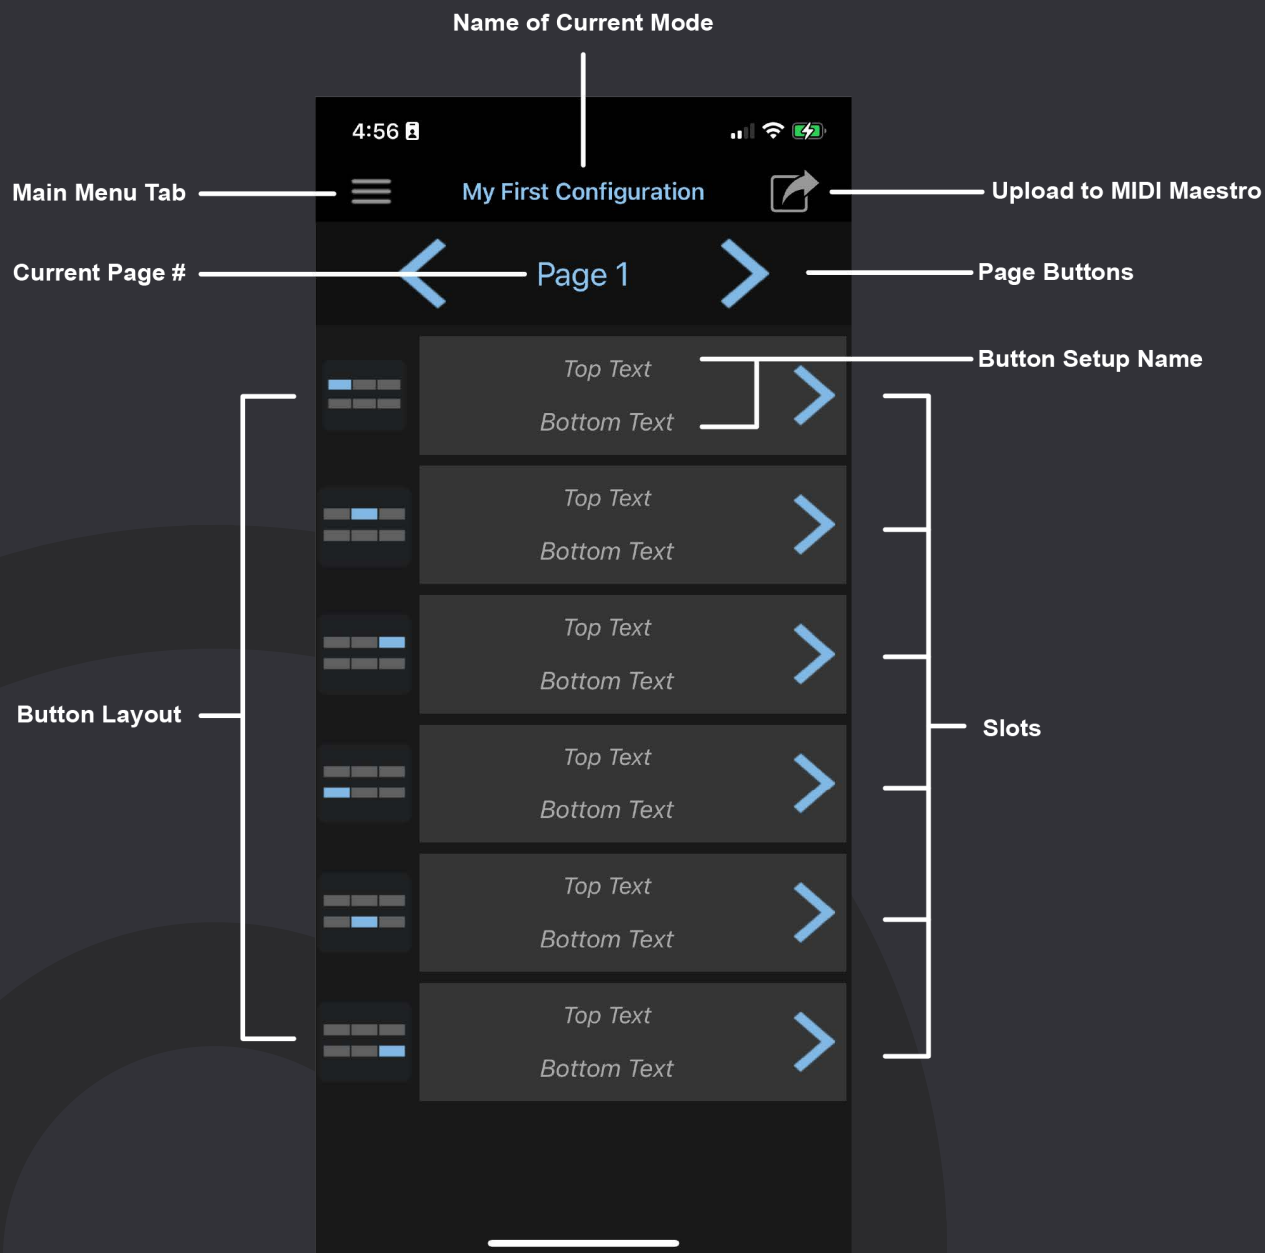 Name of Current Mode
4:56
Main Menu Tab
My First Configuration
Upload to MIDI Maestro
Current Page #
Page 1
Page Buttons
Top Text
Button Setup Name
Bottom Text
Top Text
Bottom Text
Top Text
Bottom Text
Button Layout
Slots
Top Text
Bottom Text
Top Text
Bottom Text
Top Text
Bottom Text